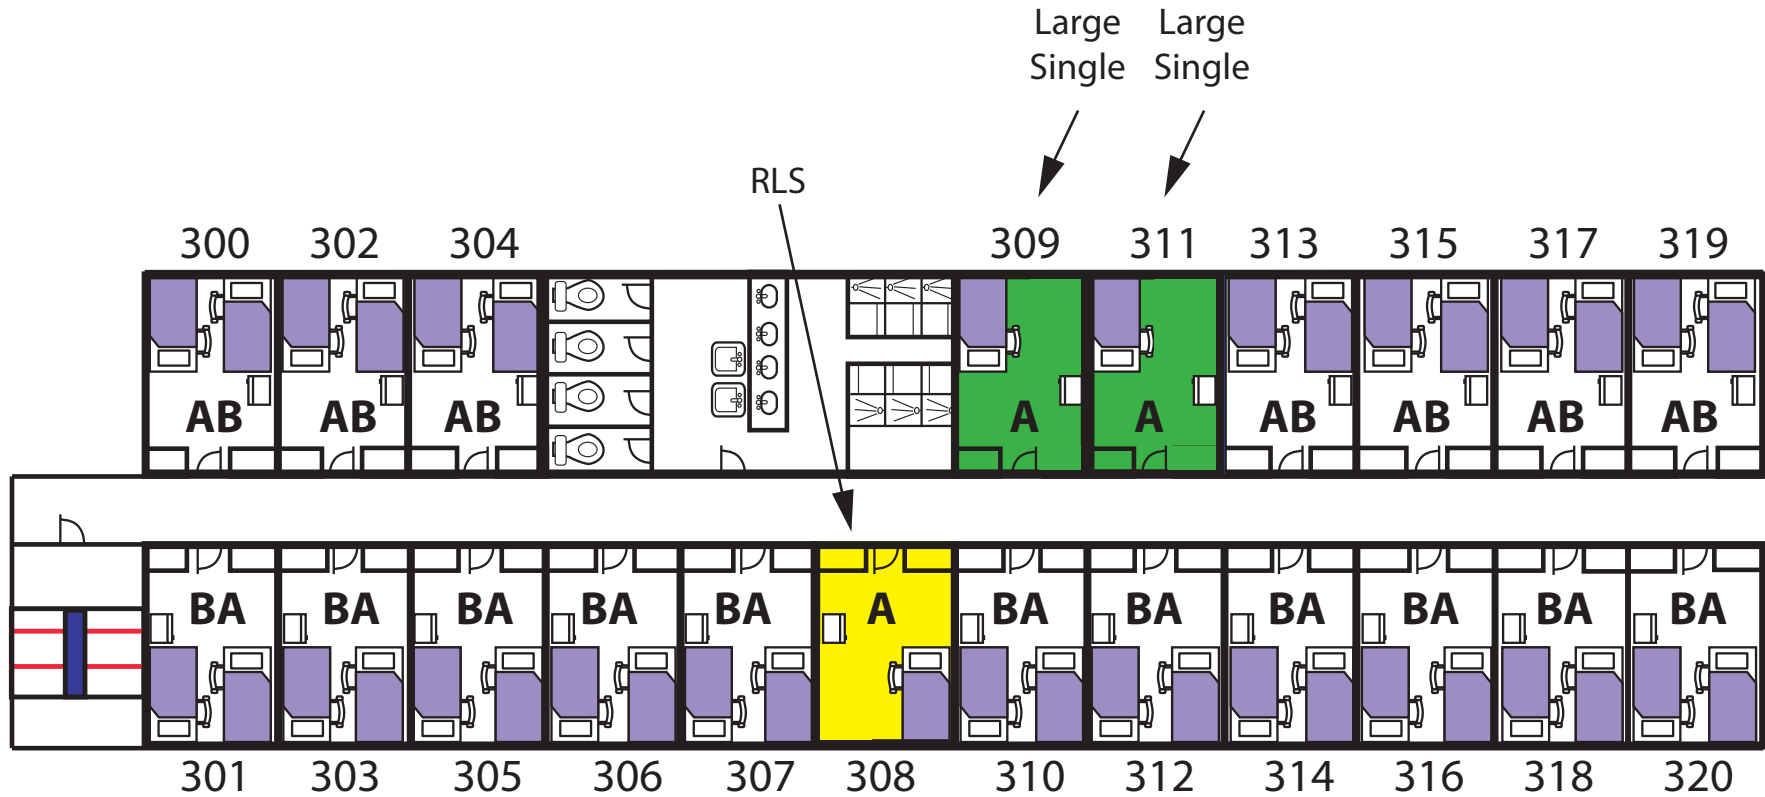 Large Large
Single Single
RLS
300 302 304 309 311 313 315 317 319
AB AB AB A A AB AB AB AB
BA BA BA BA BA A BA BA BA BA BA BA
301 303 305 306 307 308 310 312 314 316 318 320